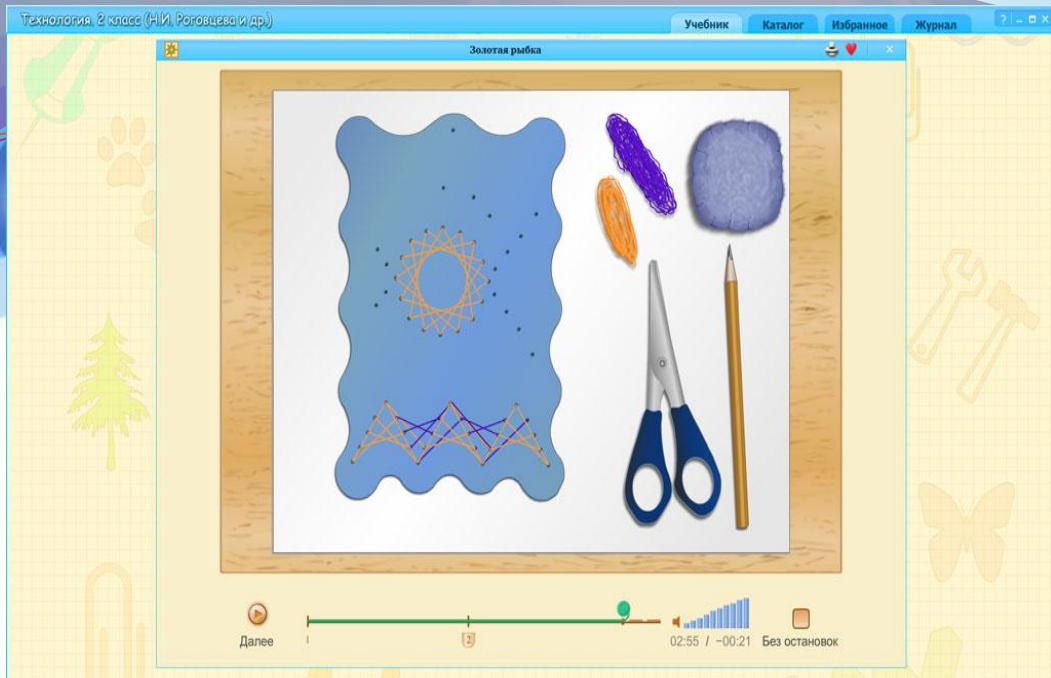 Технология. 2 класс (Н.И. Роговцева и др.)
Учебник Каталог Избранное Журнал ?
Золотая рыбка
Далее
1 2
02:55 / −00:21 Без остановок